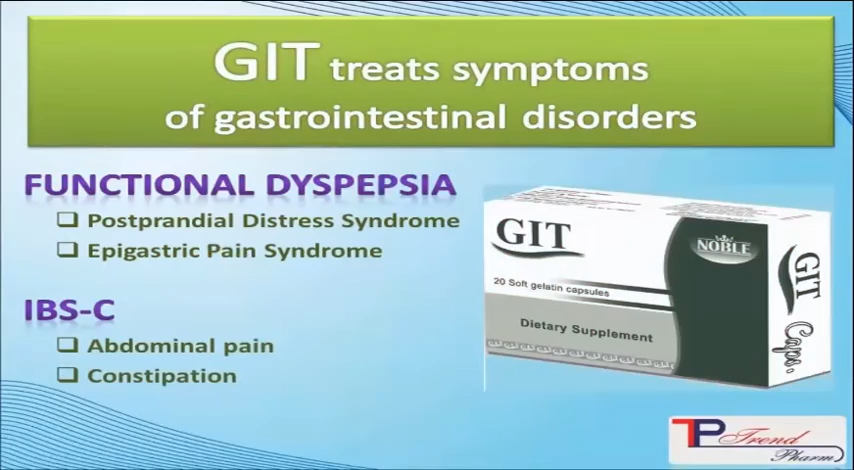 GIT treats symptoms
of gastrointestinal disorders
FUNCTIONAL DYSPEPSIA
Postprandial Distress Syndrome
Epigastric Pain Syndrome
IBS-C
Abdominal pain
Constipation
GIT
NOBLE
20 Soft gelatin capsules
Dietary Supplement
GIT
Caps.
TP Trend
Pharm